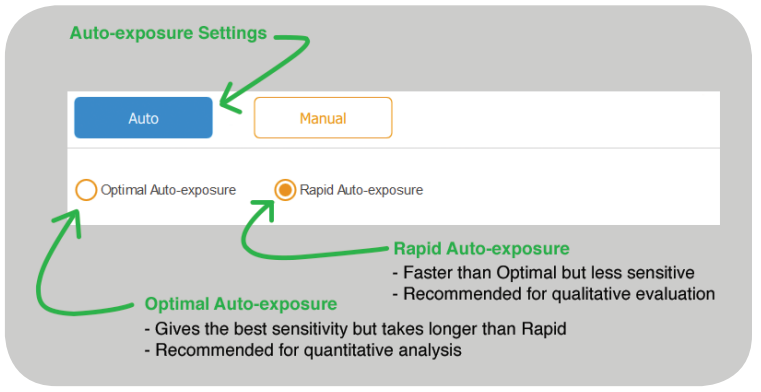 Auto-exposure Settings
Auto
Manual
Optimal Auto-exposure
Rapid Auto-exposure
Rapid Auto-exposure
- Faster than Optimal but less sensitive
- Recommended for qualitative evaluation
Optimal Auto-exposure
- Gives the best sensitivity but takes longer than Rapid
- Recommended for quantitative analysis